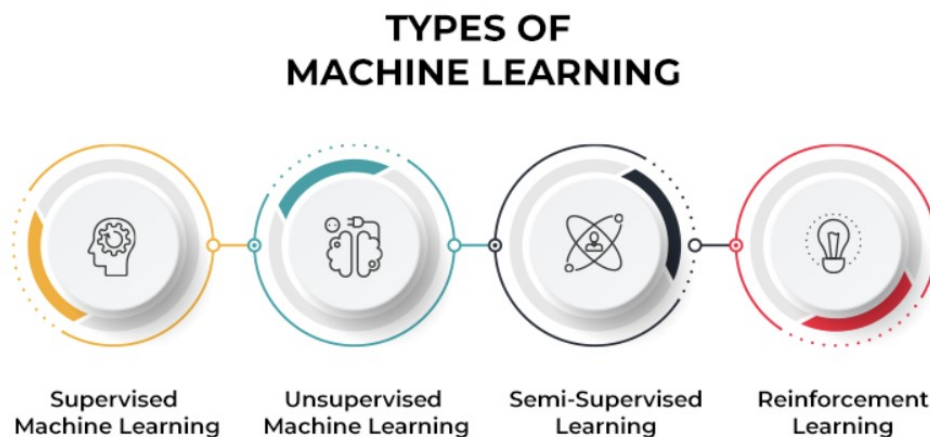 TYPES OF
MACHINE LEARNING
Supervised
Machine Learning
Unsupervised
Machine Learning
Semi-Supervised
Learning
Reinforcement
Learning